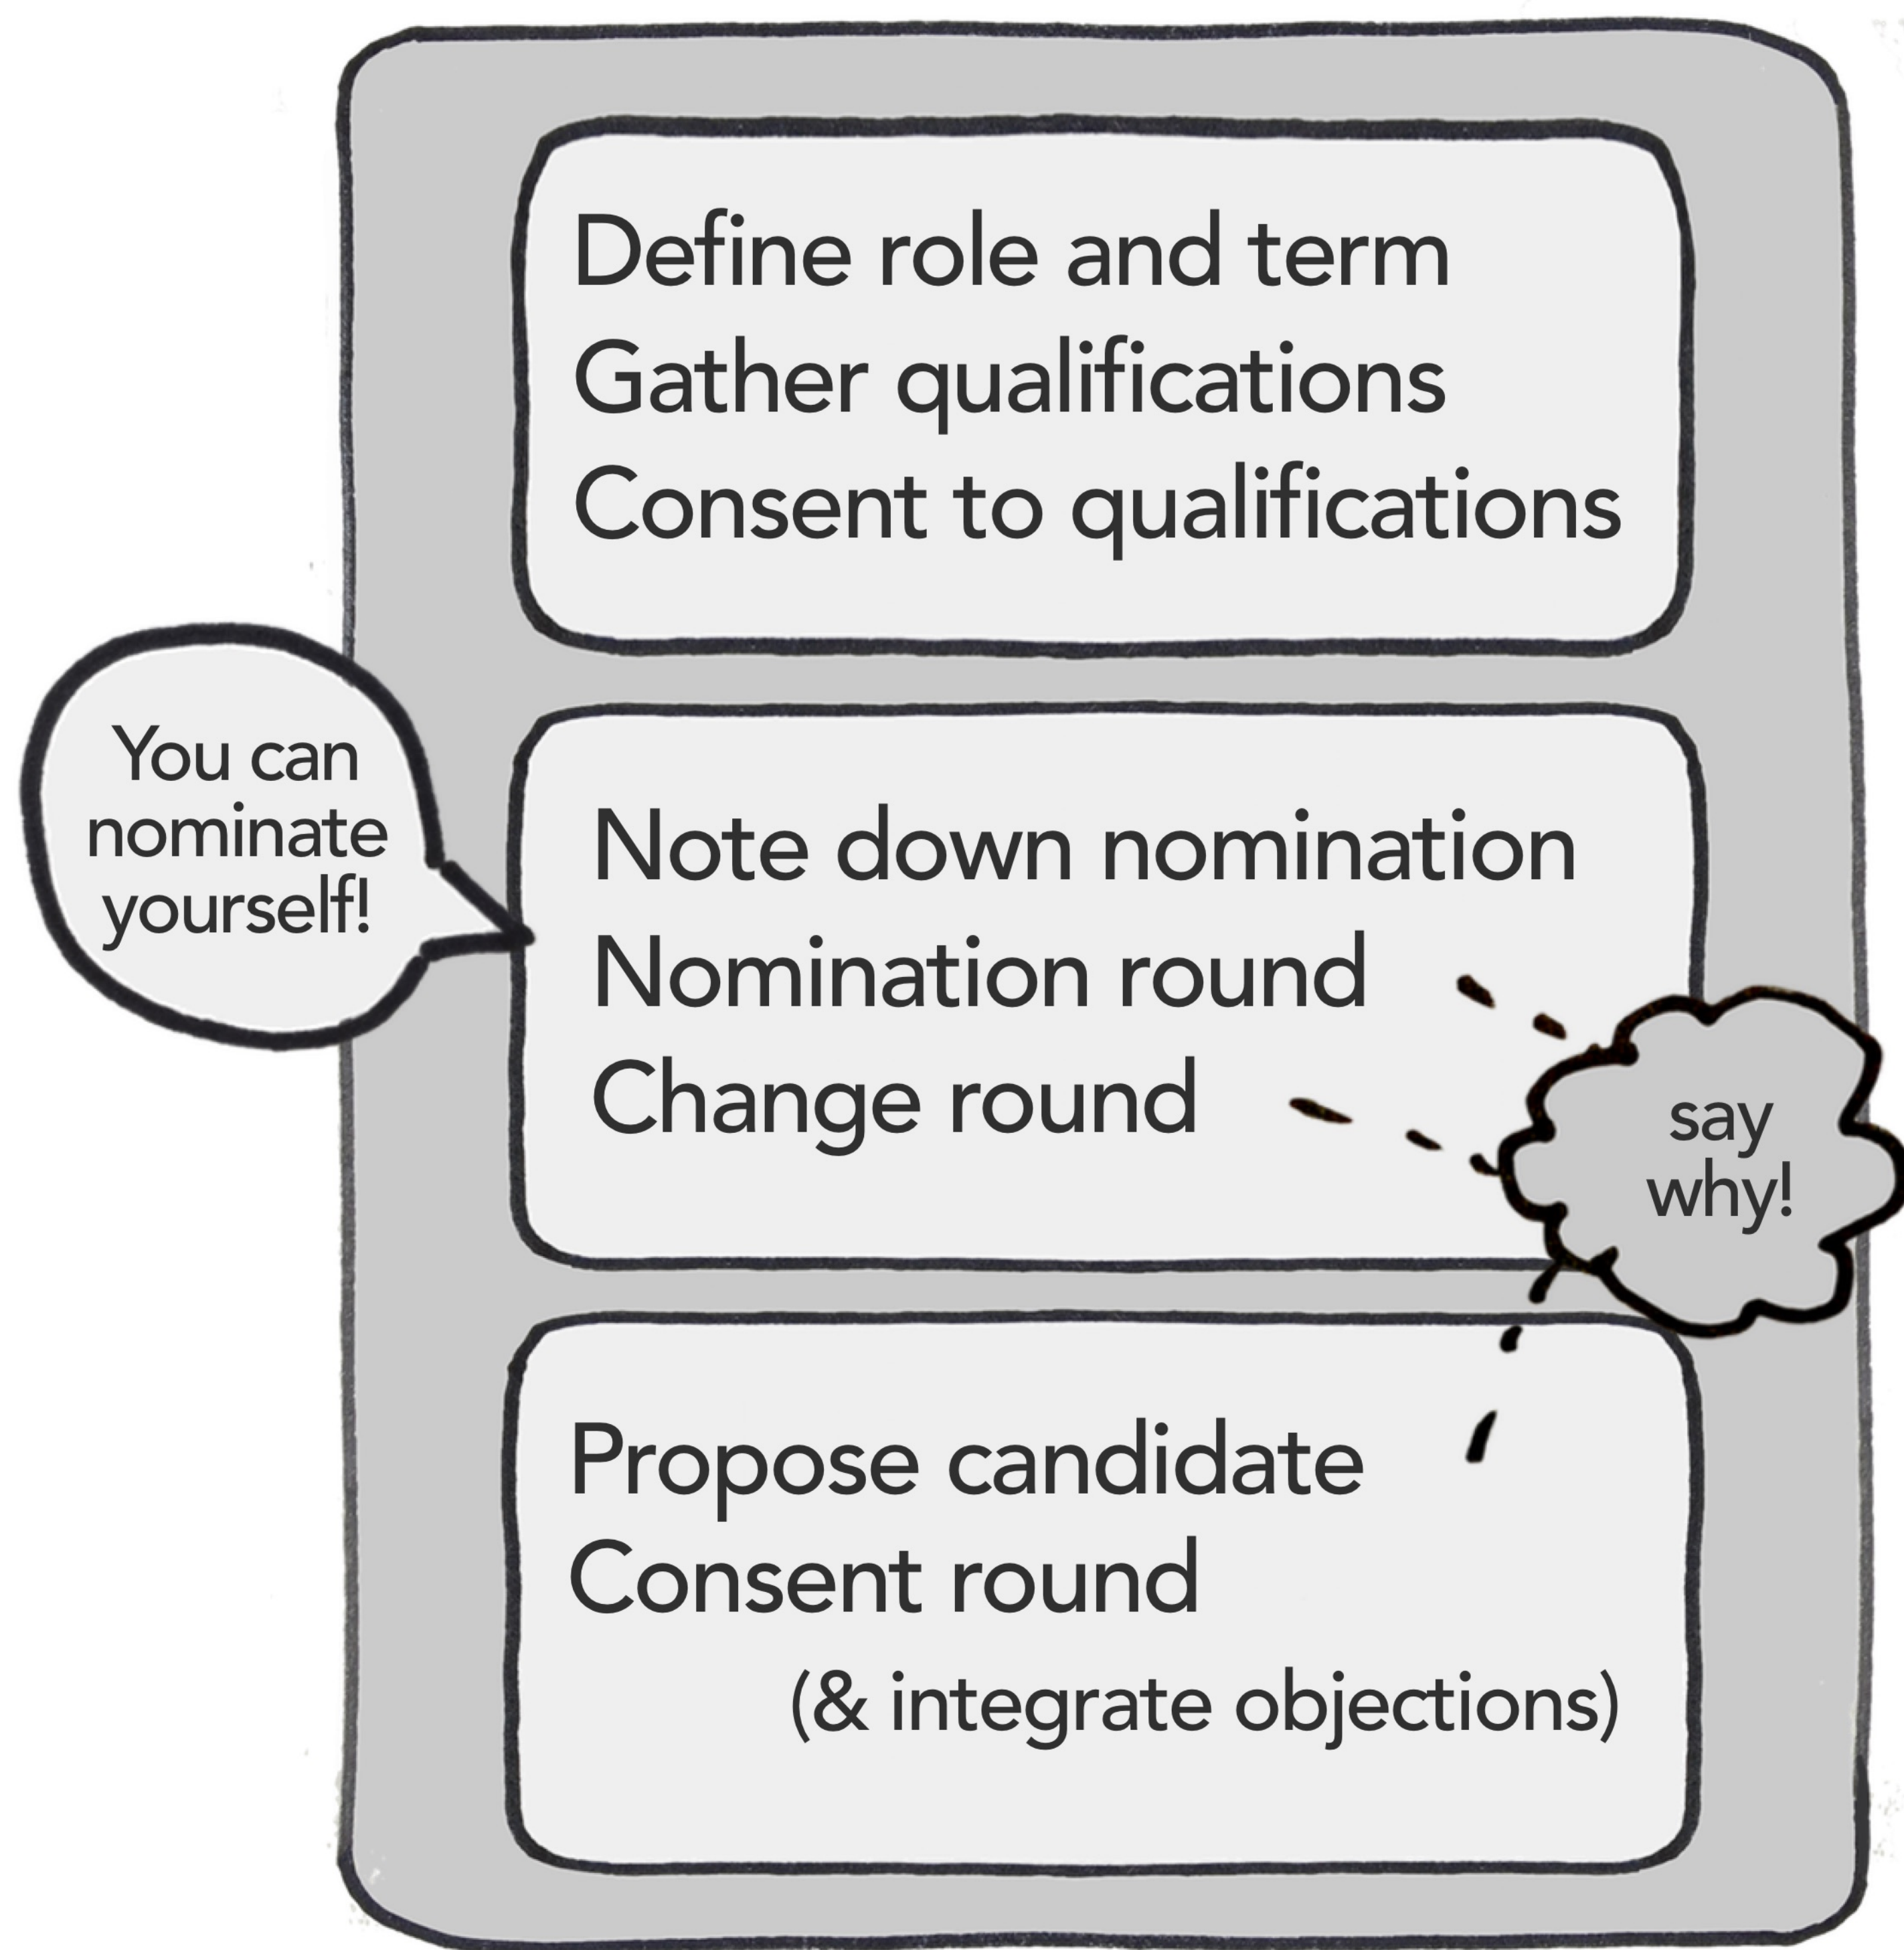 Define role and term
Gather qualifications
Consent to qualifications
You can
nominate
yourself!
Note down nomination
Nomination round
Change round
say
why!
Propose candidate
Consent round
(& integrate objections)